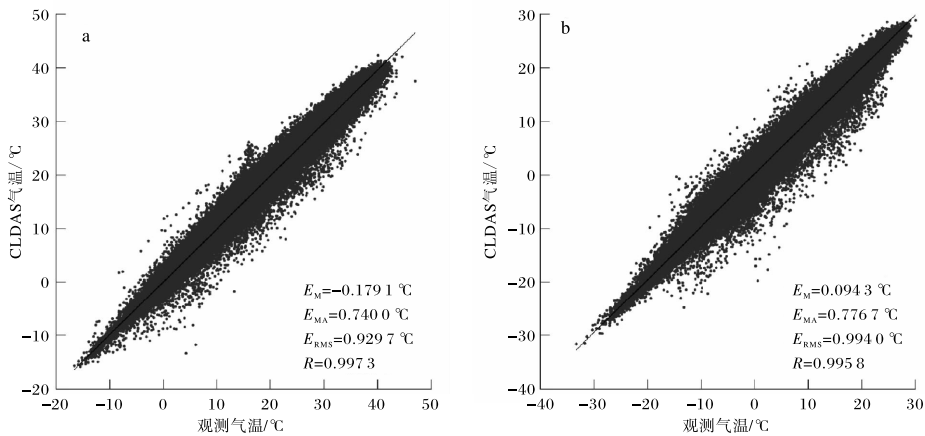 a
50
40
30
20
10
0
-10
-20
CLDAS气温/℃
-20 -10 0 10 20 30 40 50
观测气温/℃
E_M=-0.179 1 ℃
E_MA=0.740 0 ℃
E_RMS=0.929 7 ℃
R=0.997 3
b
30
20
10
0
-10
-20
-30
-40
CLDAS气温/℃
-40 -30 -20 -10 0 10 20 30
观测气温/℃
E_M=0.094 3 ℃
E_MA=0.776 7 ℃
E_RMS=0.994 0 ℃
R=0.995 8